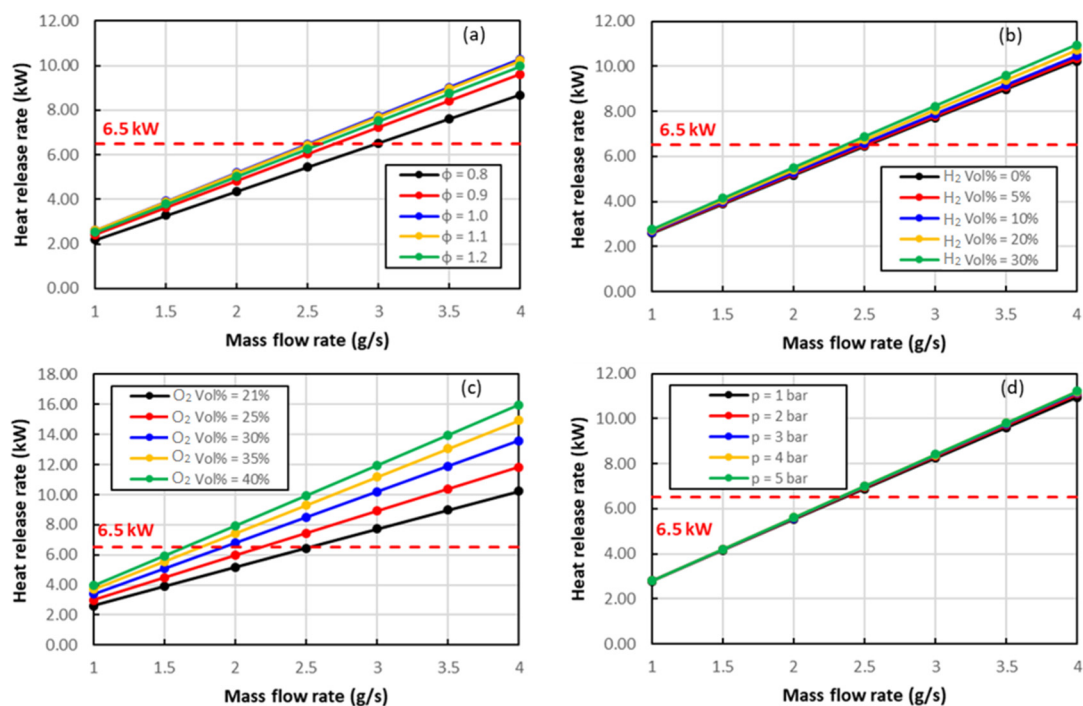 (a)
12.00
10.00
8.00
6.00
4.00
2.00
0.00
Heat release rate (kW)
6.5 kW
ϕ = 0.8
ϕ = 0.9
ϕ = 1.0
ϕ = 1.1
ϕ = 1.2
1 1.5 2 2.5 3 3.5 4
Mass flow rate (g/s)
(b)
12.00
10.00
8.00
6.00
4.00
2.00
0.00
Heat release rate (kW)
6.5 kW
H₂ Vol% = 0%
H₂ Vol% = 5%
H₂ Vol% = 10%
H₂ Vol% = 20%
H₂ Vol% = 30%
1 1.5 2 2.5 3 3.5 4
Mass flow rate (g/s)
(c)
18.00
16.00
14.00
12.00
10.00
8.00
6.00
4.00
2.00
0.00
Heat release rate (kW)
O₂ Vol% = 21%
O₂ Vol% = 25%
O₂ Vol% = 30%
O₂ Vol% = 35%
O₂ Vol% = 40%
6.5 kW
1 1.5 2 2.5 3 3.5 4
Mass flow rate (g/s)
(d)
12.00
10.00
8.00
6.00
4.00
2.00
0.00
Heat release rate (kW)
p = 1 bar
p = 2 bar
p = 3 bar
p = 4 bar
p = 5 bar
6.5 kW
1 1.5 2 2.5 3 3.5 4
Mass flow rate (g/s)